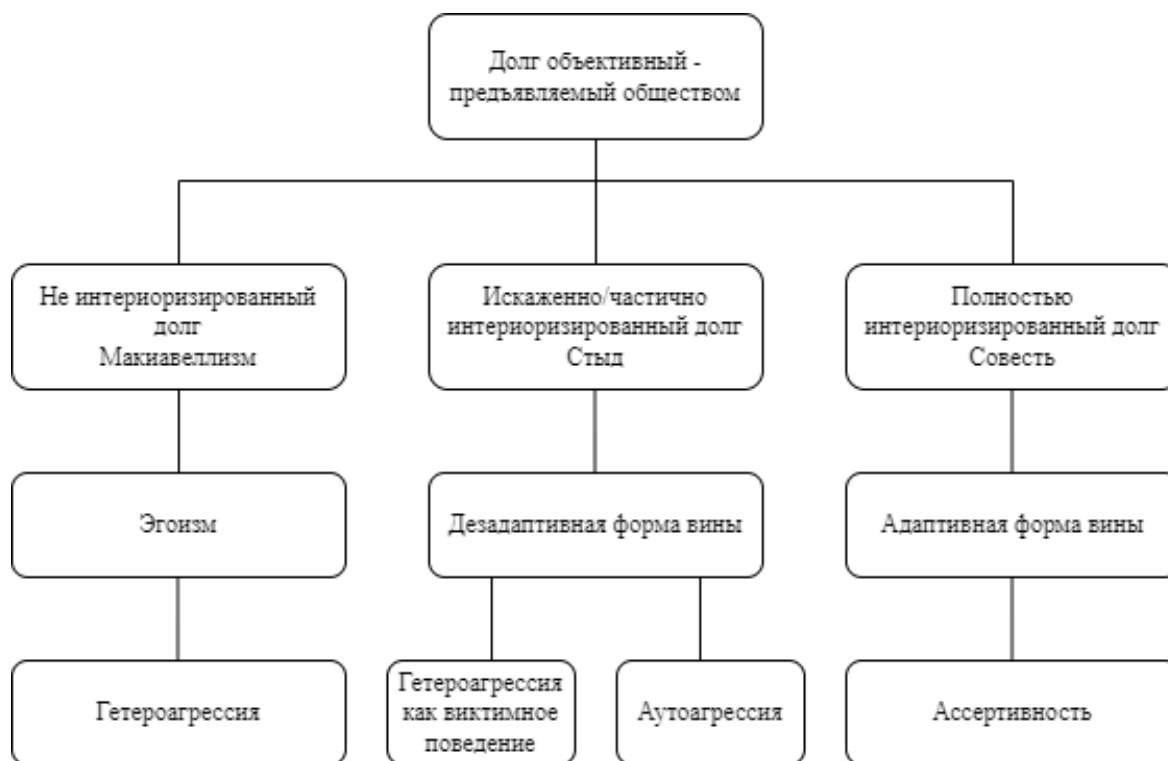 Долг объективный -
предъявляемый обществом
Не интериоризированный
долг
Макиавеллизм
Искаженно/частично
интериоризированный долг
Стыд
Полностью
интериоризированный долг
Совесть
Эгоизм
Дезадаптивная форма вины
Адаптивная форма вины
Гетероагрессия
Гетероагрессия
как виктимное
поведение
Аутоагрессия
Ассертивность